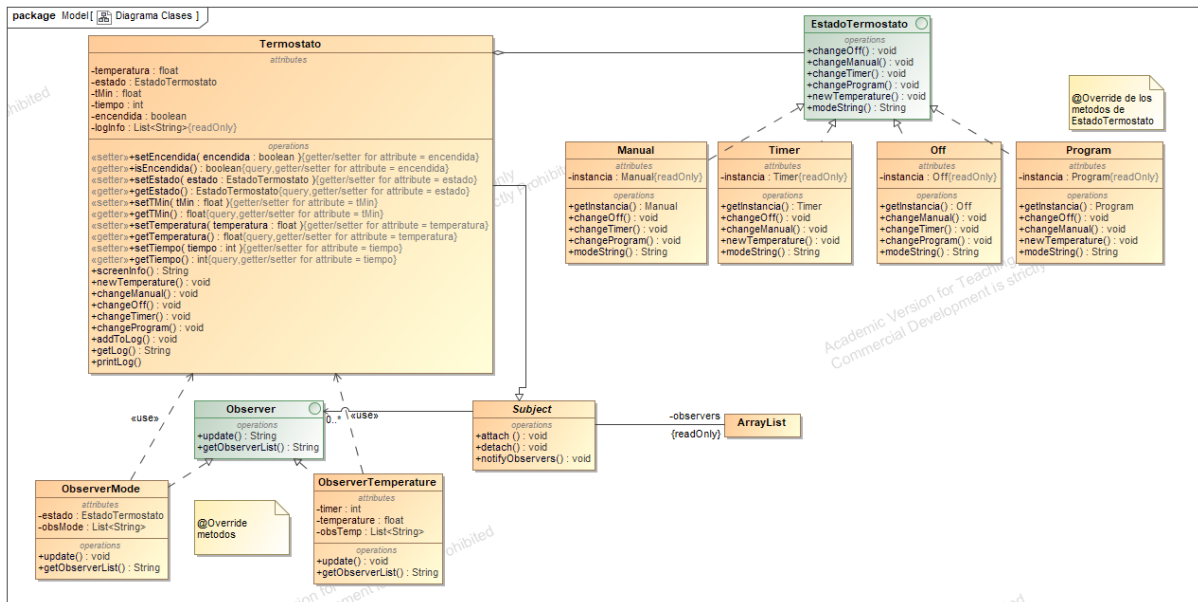 package Model[ Diagrama Clases ]
Termostato
attributes
-temperatura : float
-estado : EstadoTermostato
-tMin : float
-tiempo : int
-encendida : boolean
-logInfo : List<String>{readOnly}
operations
«setter»+setEncendida( encendida : boolean ){getter/setter for attribute = encendida}
«getter»+isEncendida() : boolean{query,getter/setter for attribute = encendida}
«setter»+setEstado( estado : EstadoTermostato ){getter/setter for attribute = estado}
«getter»+getEstado() : EstadoTermostato{query,getter/setter for attribute = estado}
«setter»+setTMin( tMin : float ){getter/setter for attribute = tMin}
«getter»+getTMin() : float{query,getter/setter for attribute = tMin}
«setter»+setTemperatura( temperatura : float ){getter/setter for attribute = temperatura}
«getter»+getTemperatura() : float{query,getter/setter for attribute = temperatura}
«setter»+setTiempo( tiempo : int ){getter/setter for attribute = tiempo}
«getter»+getTiempo() : int{query,getter/setter for attribute = tiempo}
+screenInfo() : String
+newTemperature() : void
+changeManual() : void
+changeOff() : void
+changeTimer() : void
+changeProgram() : void
+addToLog() : void
+getLog() : String
+printLog()
EstadoTermostato
operations
+changeOff() : void
+changeManual() : void
+changeTimer() : void
+changeProgram() : void
+newTemperature() : void
+modeString() : String
@Override de los
metodos de
EstadoTermostato
Manual
attributes
-instancia : Manual{readOnly}
operations
+getInstancia() : Manual
+changeOff() : void
+changeTimer() : void
+changeProgram() : void
+modeString() : String
Timer
attributes
-instancia : Timer{readOnly}
operations
+getInstancia() : Timer
+changeOff() : void
+changeManual() : void
+newTemperature() : void
+modeString() : String
Off
attributes
-instancia : Off{readOnly}
operations
+getInstancia() : Off
+changeManual() : void
+changeTimer() : void
+changeProgram() : void
+modeString() : String
Program
attributes
-instancia : Program{readOnly}
operations
+getInstancia() : Program
+changeOff() : void
+changeManual() : void
+newTemperature() : void
+modeString() : String
Academic Version for Teaching
Commercial Development is strictly
«use»
Observer
operations
+update() : String
+getObserverList() : String
0..*
«use»
Subject
operations
+attach () : void
+detach() : void
+notifyObservers() : void
-observers
{readOnly}
ArrayList
ObserverMode
attributes
-estado : EstadoTermostato
-obsMode : List<String>
operations
+update() : void
+getObserverList() : String
@Override
metodos
ObserverTemperature
attributes
-timer : int
-temperature : float
-obsTemp : List<String>
operations
+update() : void
+getObserverList() : String